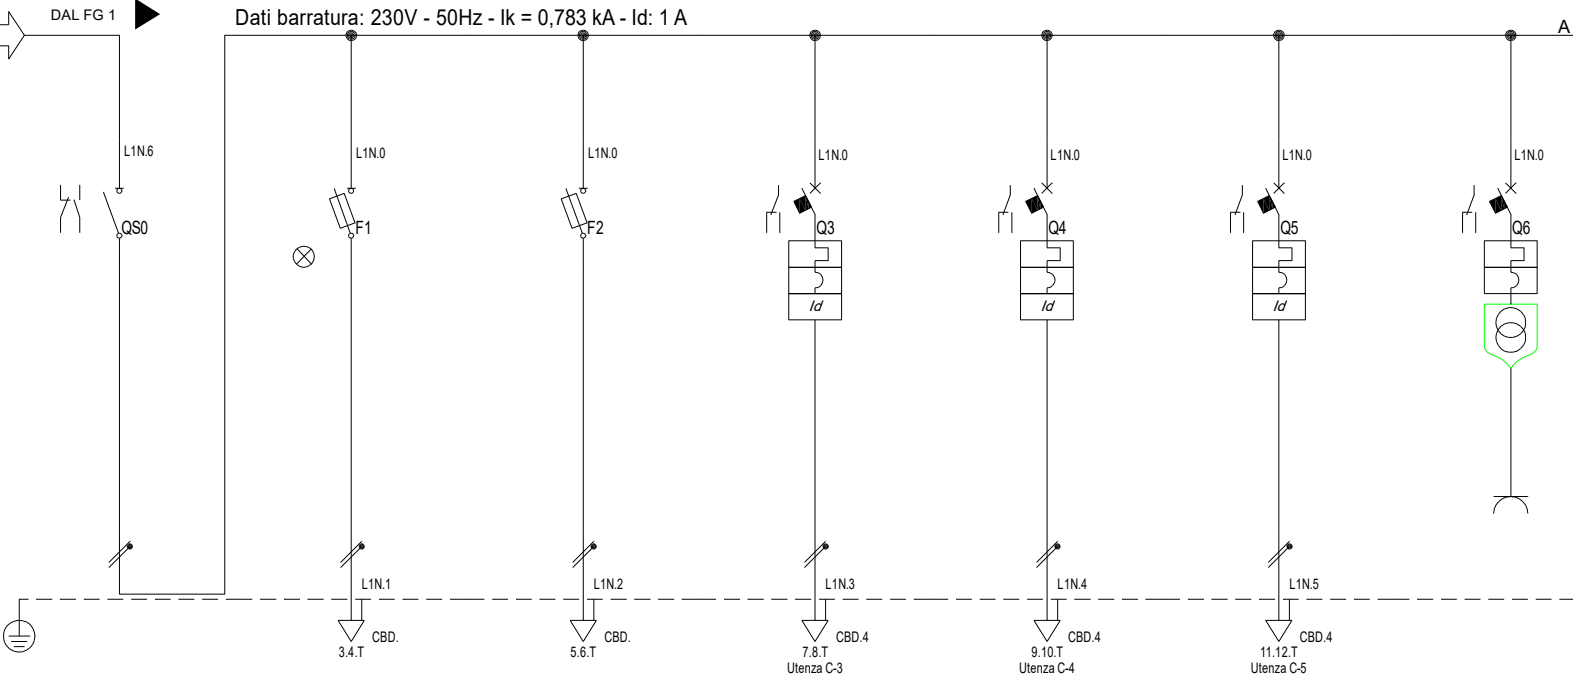 DAL FG 1
Dati barratura: 230V - 50Hz - Ik = 0,783 kA - Id: 1 A
A
L1N.6
L1N.0
L1N.0
L1N.0
L1N.0
L1N.0
L1N.0
QS0
F1
F2
Q3
Q4
Q5
Q6
Id
Id
Id
L1N.1
L1N.2
L1N.3
L1N.4
L1N.5
CBD.
CBD.
CBD.4
CBD.4
CBD.4
3.4.T
5.6.T
7.8.T
9.10.T
11.12.T
Utenza C-3
Utenza C-4
Utenza C-5